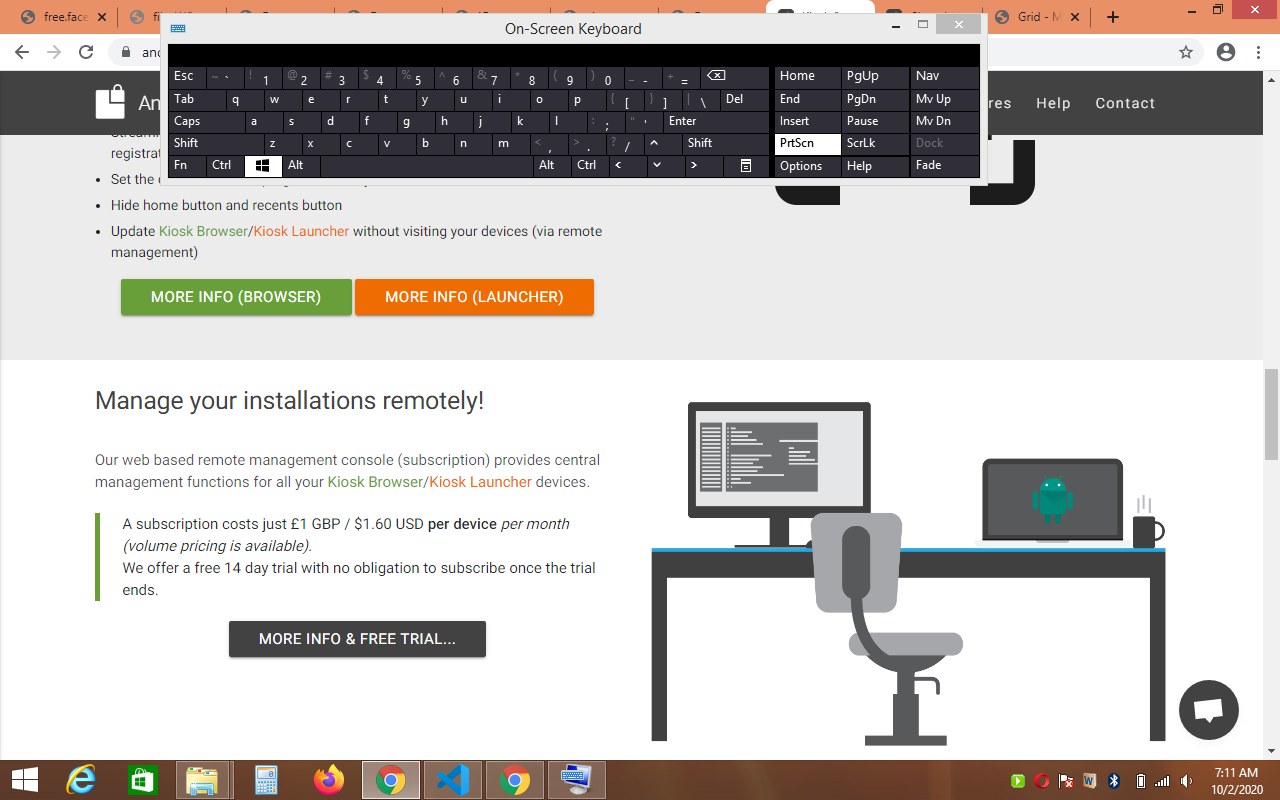 free.face
Grid - M
On-Screen Keyboard
Esc ~ ` ! 1 @ 2 # 3 $ 4 % 5 ^ 6 & 7 * 8 ( 9 ) 0 _ - + = Home PgUp Nav
Tab q w e r t y u i o p { [ } ] | \ Del End PgDn Mv Up
Caps a s d f g h j k l : ; " ' Enter Insert Pause Mv Dn
Shift z x c v b n m < , > . ? / ^ Shift PrtScn ScrLk Dock
Fn Ctrl Alt Alt Ctrl < > Options Help Fade
Help Contact
Set the
Hide home button and recents button
Update Kiosk Browser/Kiosk Launcher without visiting your devices (via remote
management)
MORE INFO (BROWSER) MORE INFO (LAUNCHER)
Manage your installations remotely!
Our web based remote management console (subscription) provides central
management functions for all your Kiosk Browser/Kiosk Launcher devices.
A subscription costs just £1 GBP / $1.60 USD per device per month
(volume pricing is available).
We offer a free 14 day trial with no obligation to subscribe once the trial
ends.
MORE INFO & FREE TRIAL...
7:11 AM
10/2/2020